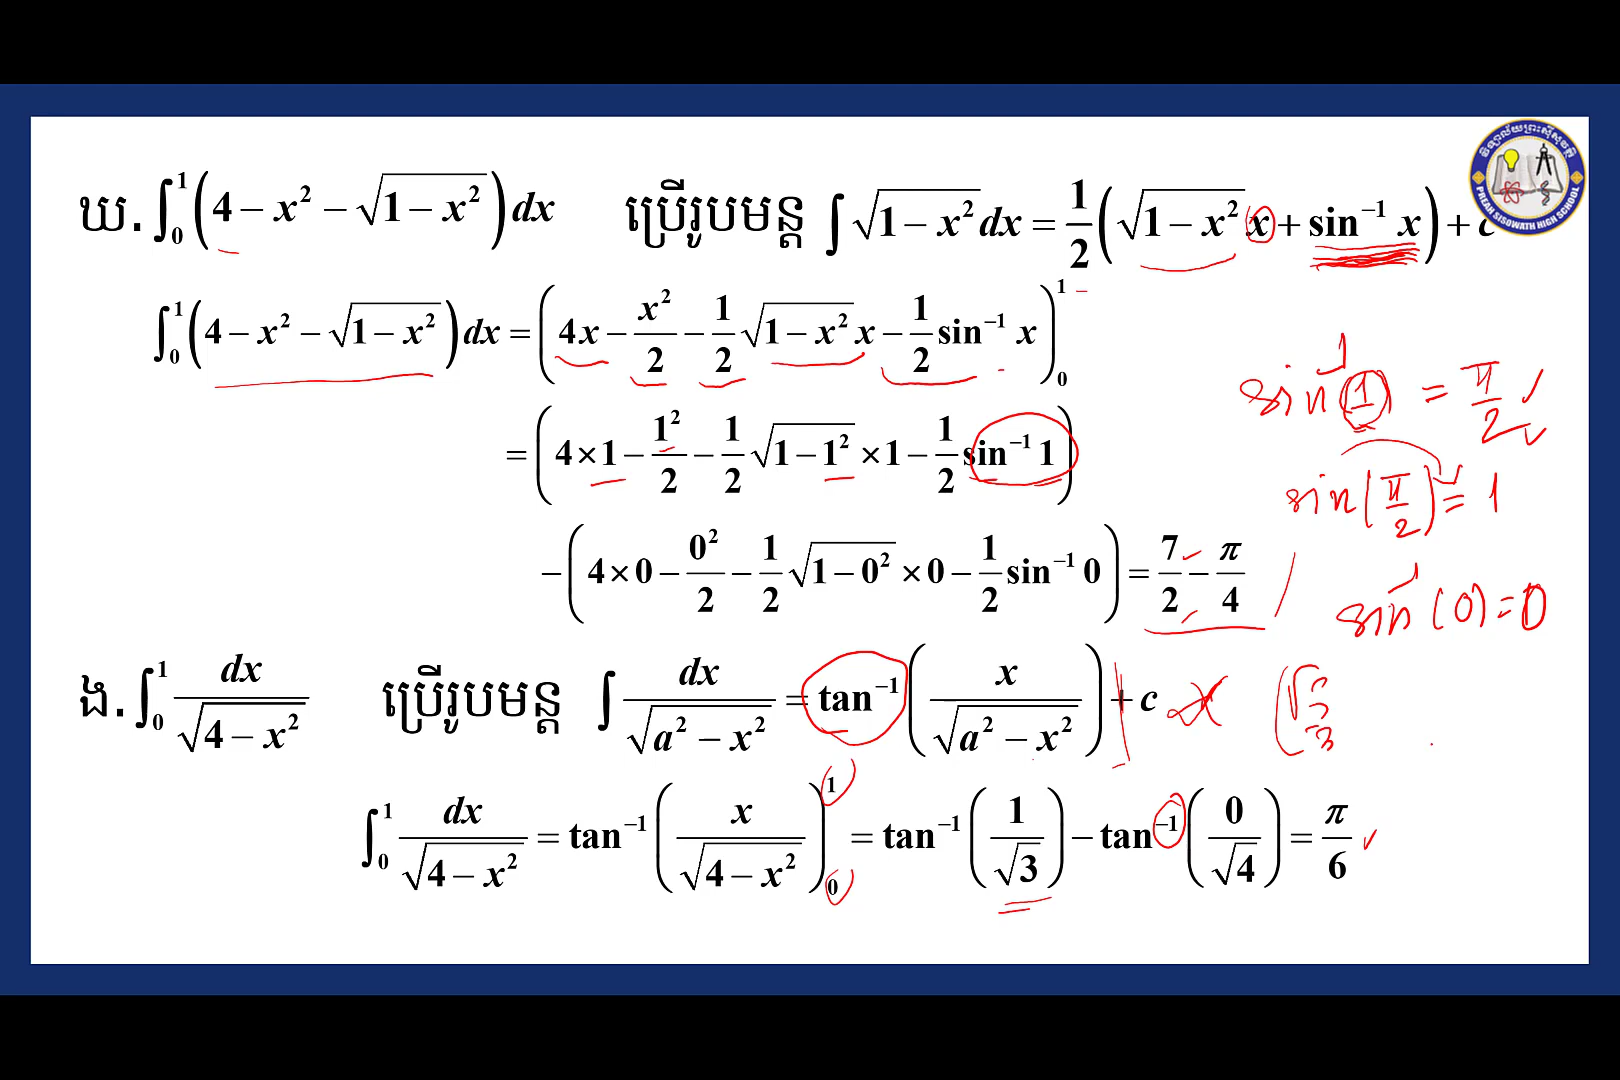 ឃ. ∫₀¹ (4 − x² − √(1 − x²)) dx ប្រើរូបមន្ត ∫ √(1 − x²) dx = 1/2 (√(1 − x²) x + sin⁻¹ x) + c
∫₀¹ (4 − x² − √(1 − x²)) dx = (4x − x²/2 − 1/2 √(1 − x²) x − 1/2 sin⁻¹ x)₀¹
sin⁻¹(1) = π/2
= (4 × 1 − 1²/2 − 1/2 √(1 − 1²) × 1 − 1/2 sin⁻¹ 1)
sin(π/2) = 1
− (4 × 0 − 0²/2 − 1/2 √(1 − 0²) × 0 − 1/2 sin⁻¹ 0) = 7/2 − π/4
sin⁻¹(0) = 0
ង. ∫₀¹ dx/√(4 − x²) ប្រើរូបមន្ត ∫ dx/√(a² − x²) = tan⁻¹ (x/√(a² − x²)) + c
∫₀¹ dx/√(4 − x²) = tan⁻¹ (x/√(4 − x²))₀¹ = tan⁻¹ (1/√3) − tan⁻¹ (0/√4) = π/6
PREAH SISOWATH HIGH SCHOOL